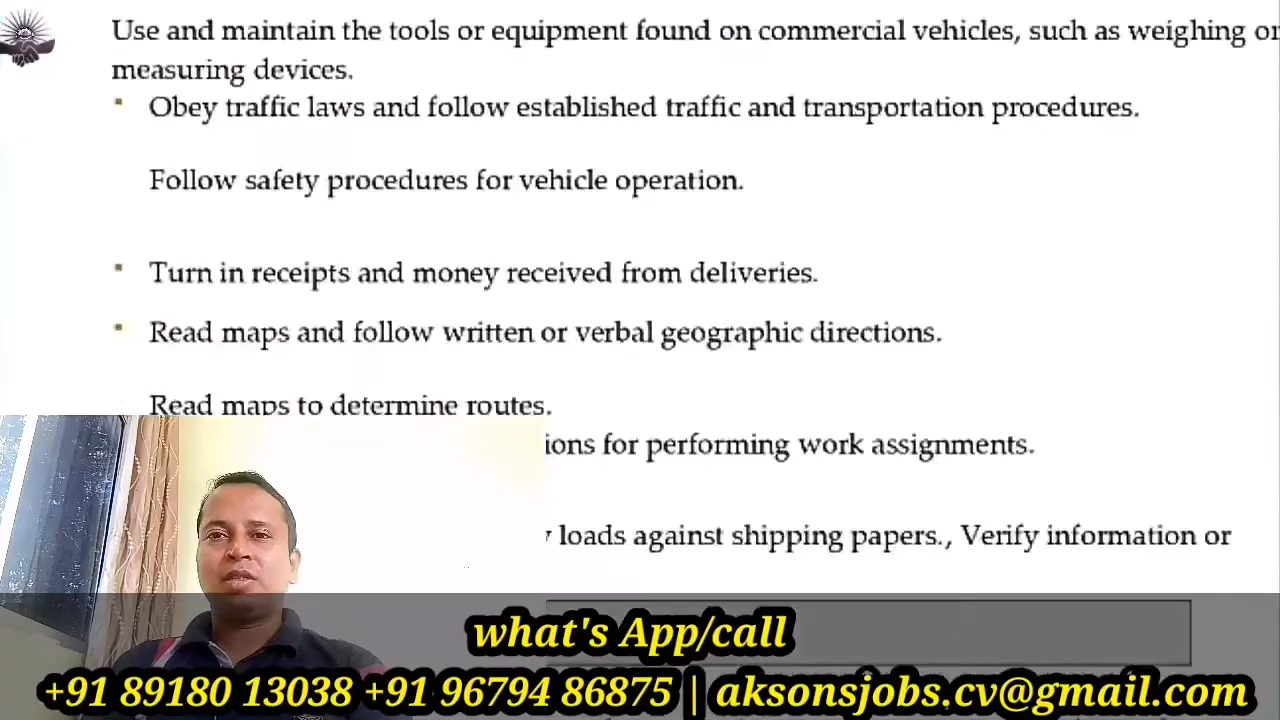 Use and maintain the tools or equipment found on commercial vehicles, such as weighing or
measuring devices.
Obey traffic laws and follow established traffic and transportation procedures.
Follow safety procedures for vehicle operation.
Turn in receipts and money received from deliveries.
Read maps and follow written or verbal geographic directions.
Read maps to determine routes.
for performing work assignments.
loads against shipping papers., Verify information or
what's App/call
+91 89180 13038 +91 96794 86875 | aksonsjobs.cv@gmail.com